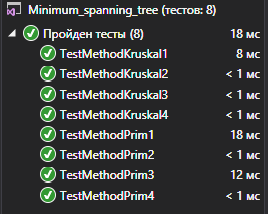 Minimum_spanning_tree (тестов: 8)
Пройден тесты (8) 18 мс
TestMethodKruskal1 8 мс
TestMethodKruskal2 < 1 мс
TestMethodKruskal3 < 1 мс
TestMethodKruskal4 < 1 мс
TestMethodPrim1 18 мс
TestMethodPrim2 < 1 мс
TestMethodPrim3 12 мс
TestMethodPrim4 < 1 мс